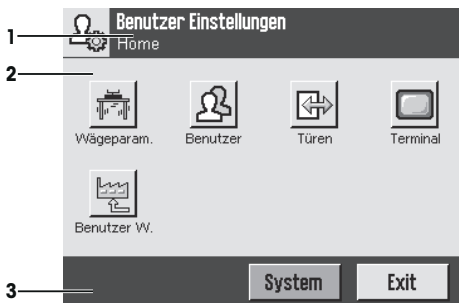 Benutzer Einstellungen
1
Home
2
Wägeparam. Benutzer Türen Terminal
Benutzer W.
3
System Exit